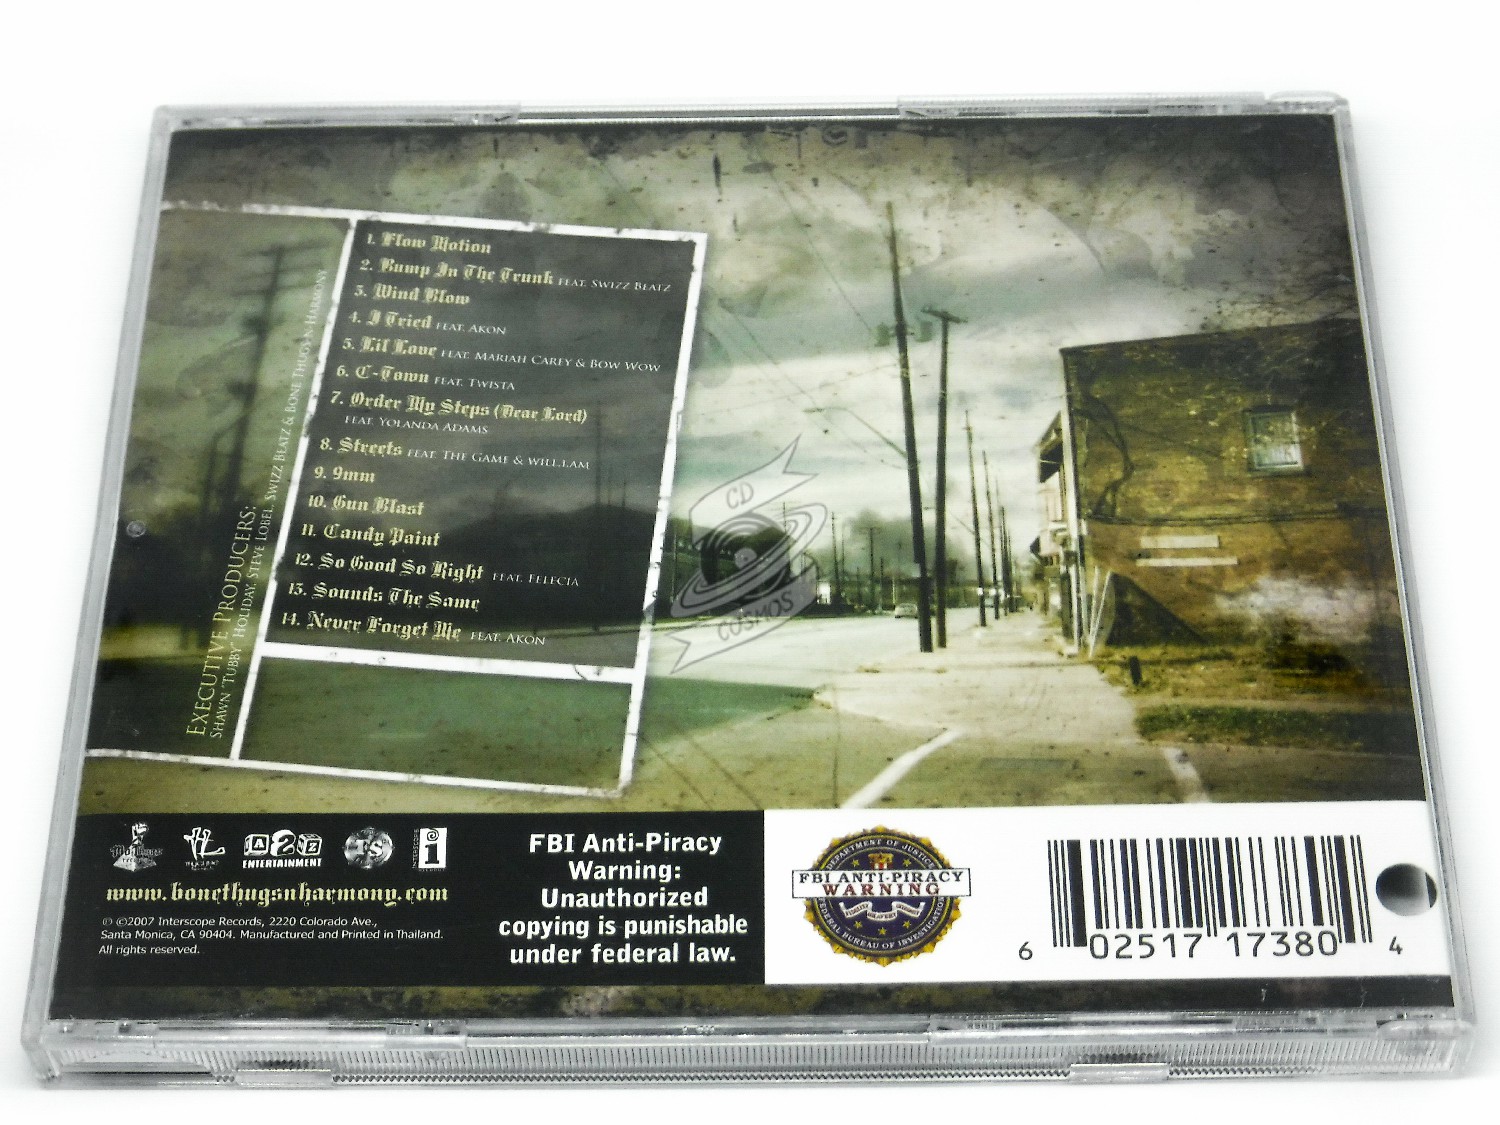 1. Flow Motion
2. Bump In The Trunk FEAT. SWIZZ BEATZ
3. Wind Blow
4. I Tried FEAT. AKON
5. Lil Love FEAT. MARIAH CAREY & BOW WOW
6. C-Town FEAT. TWISTA
7. Order My Steps (Dear Lord)
FEAT. YOLANDA ADAMS
8. Streets FEAT. THE GAME & WILL.I.AM
9. 9mm
10. Gun Blast
11. Candy Paint
12. So Good So Right FEAT. FELECIA
13. Sounds The Same
14. Never Forget Me FEAT. AKON
EXECUTIVE PRODUCERS:
SHAWN "TUBBY" HOLIDAY, STEVE LOBEL, SWIZZ BEATZ & BONE THUGS-N-HARMONY
CD
COSMOS
A 2 Z
ENTERTAINMENT
FS
INTERSCOPE RECORDS
i
www.bonethugsnharmony.com
℗ ©2007 Interscope Records, 2220 Colorado Ave.,
Santa Monica, CA 90404. Manufactured and Printed in Thailand.
All rights reserved.
FBI Anti-Piracy
Warning:
Unauthorized
copying is punishable
under federal law.
DEPARTMENT OF JUSTICE
FBI ANTI-PIRACY
WARNING
FIDELITY BRAVERY INTEGRITY
FEDERAL BUREAU OF INVESTIGATION
6 02517 17380 4